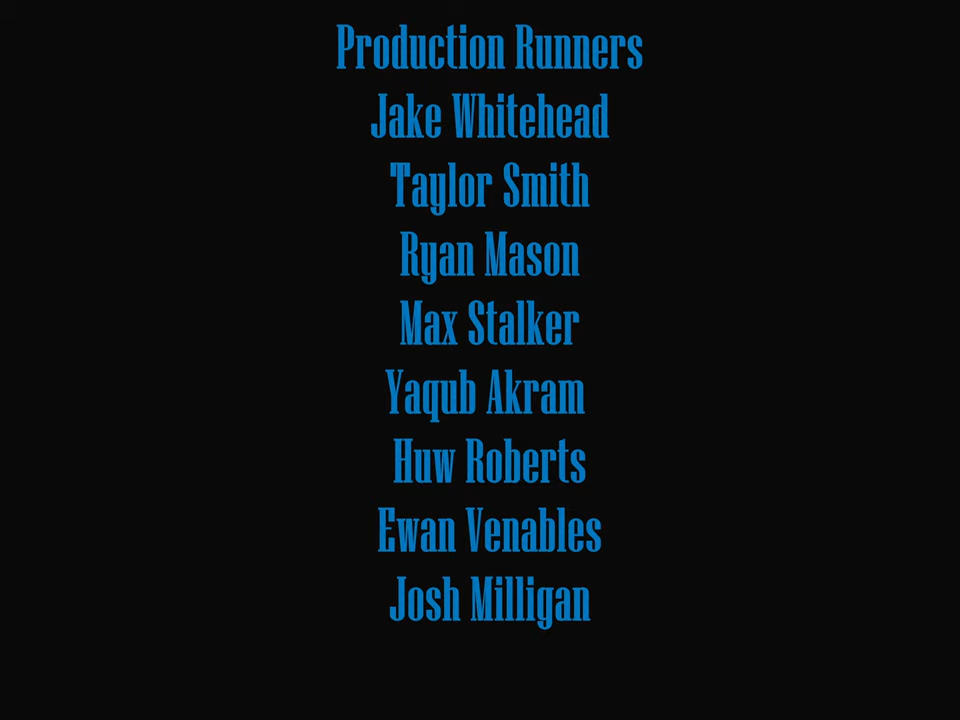 Production Runners
Jake Whitehead
Taylor Smith
Ryan Mason
Max Stalker
Yaqub Akram
Huw Roberts
Ewan Venables
Josh Milligan